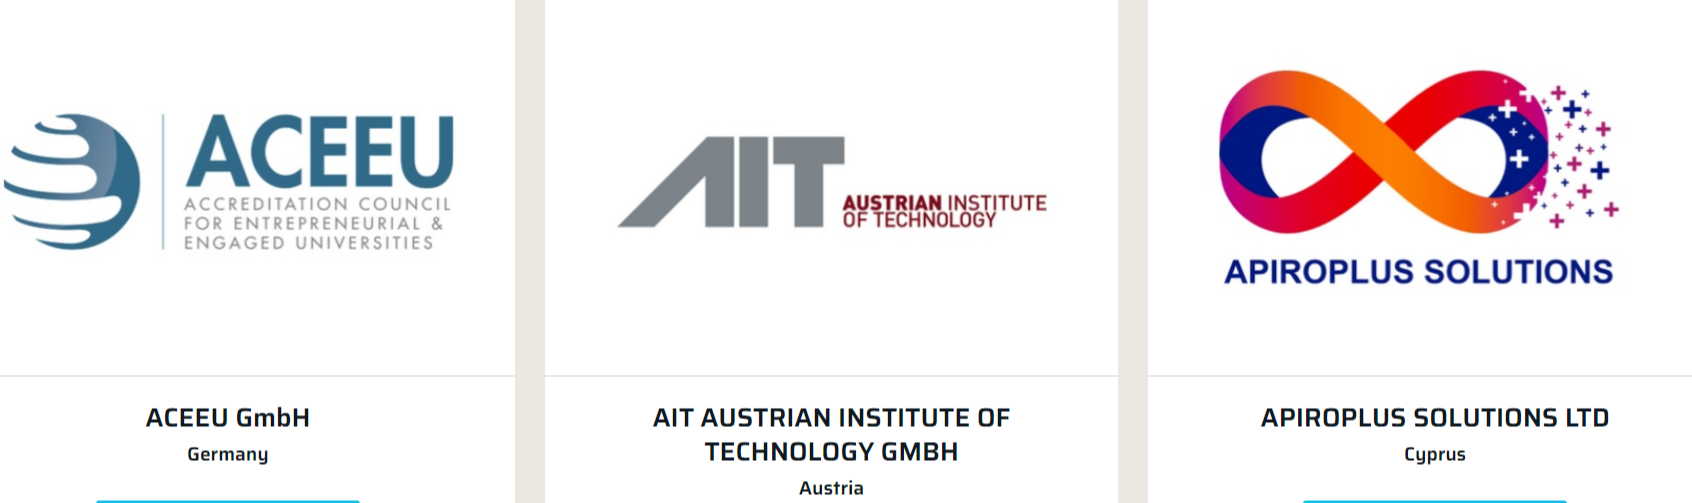 ACEEU
ACCREDITATION COUNCIL
FOR ENTREPRENEURIAL &
ENGAGED UNIVERSITIES
ACEEU GmbH
Germany
AIT
AUSTRIAN INSTITUTE
OF TECHNOLOGY
AIT AUSTRIAN INSTITUTE OF
TECHNOLOGY GMBH
Austria
APIROPLUS SOLUTIONS
APIROPLUS SOLUTIONS LTD
Cyprus